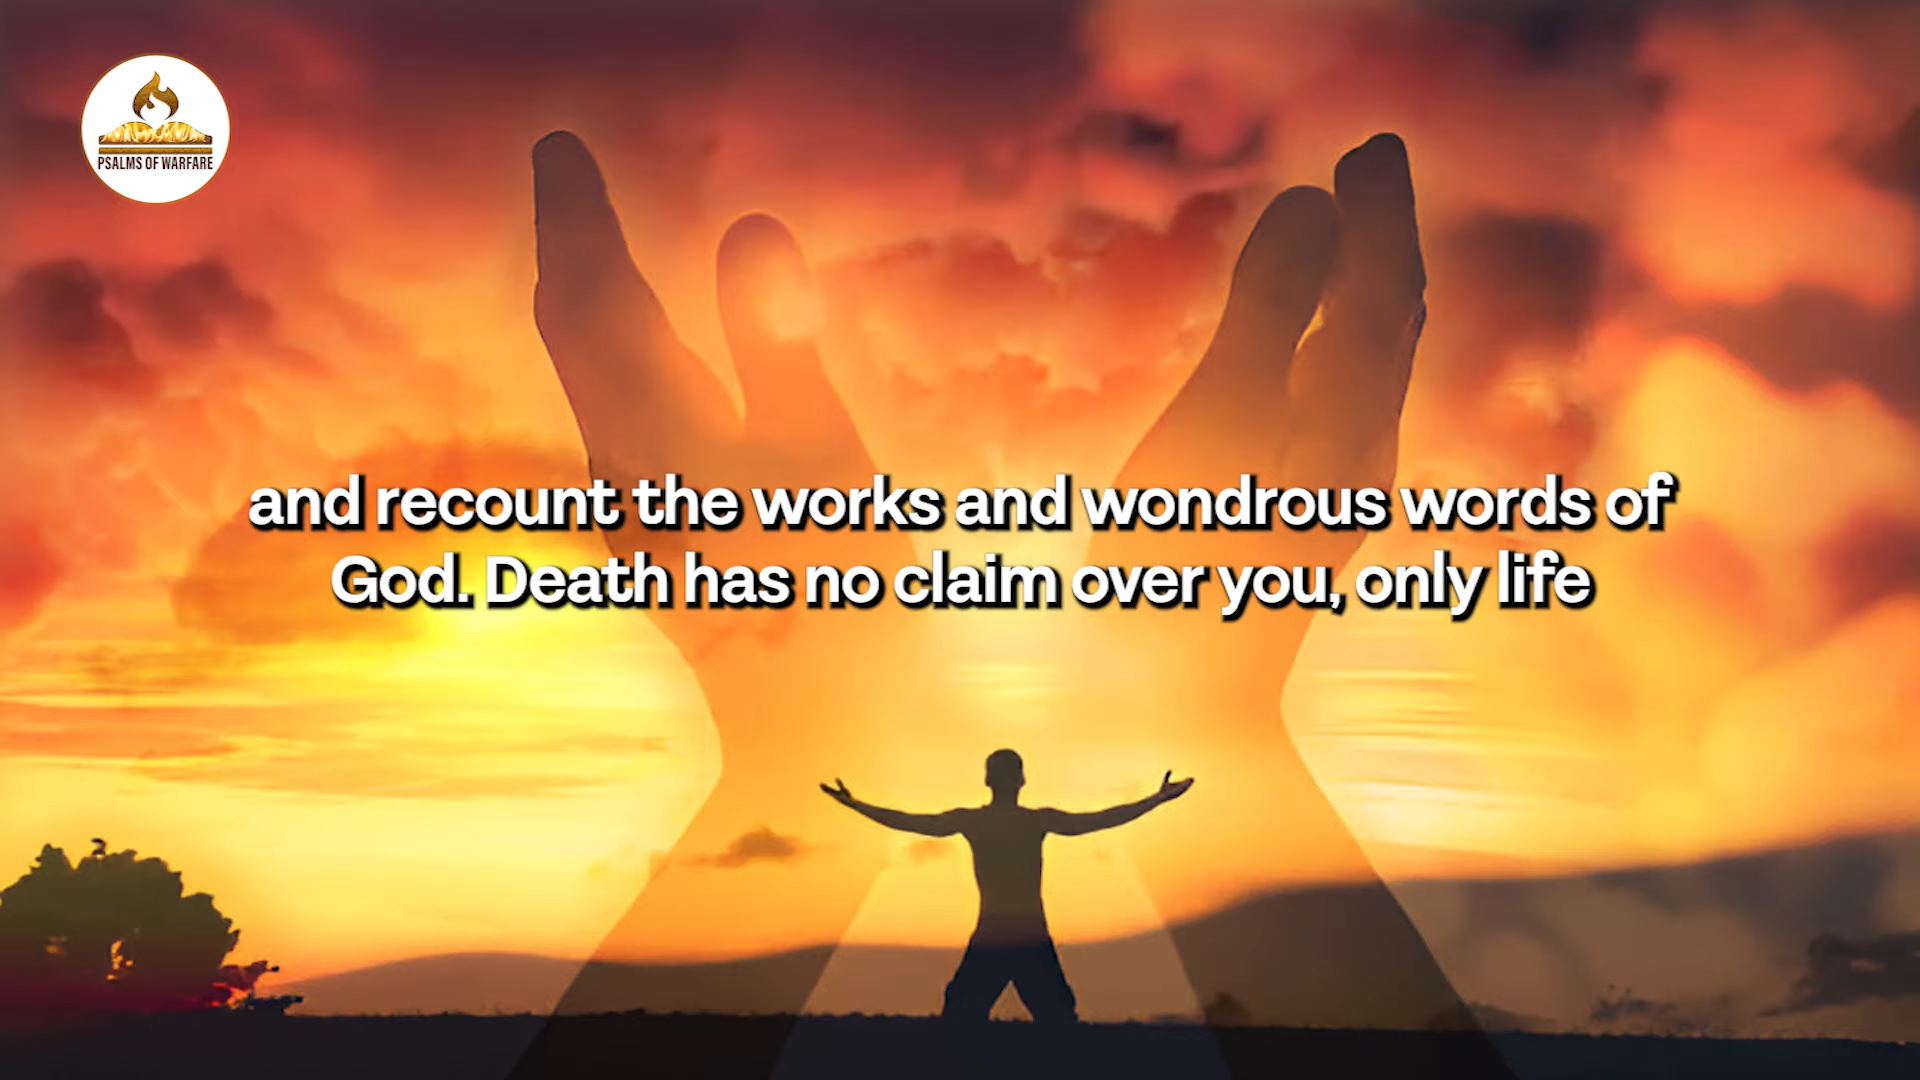 PSALMS OF WARFARE
and recount the works and wondrous words of
God. Death has no claim over you, only life